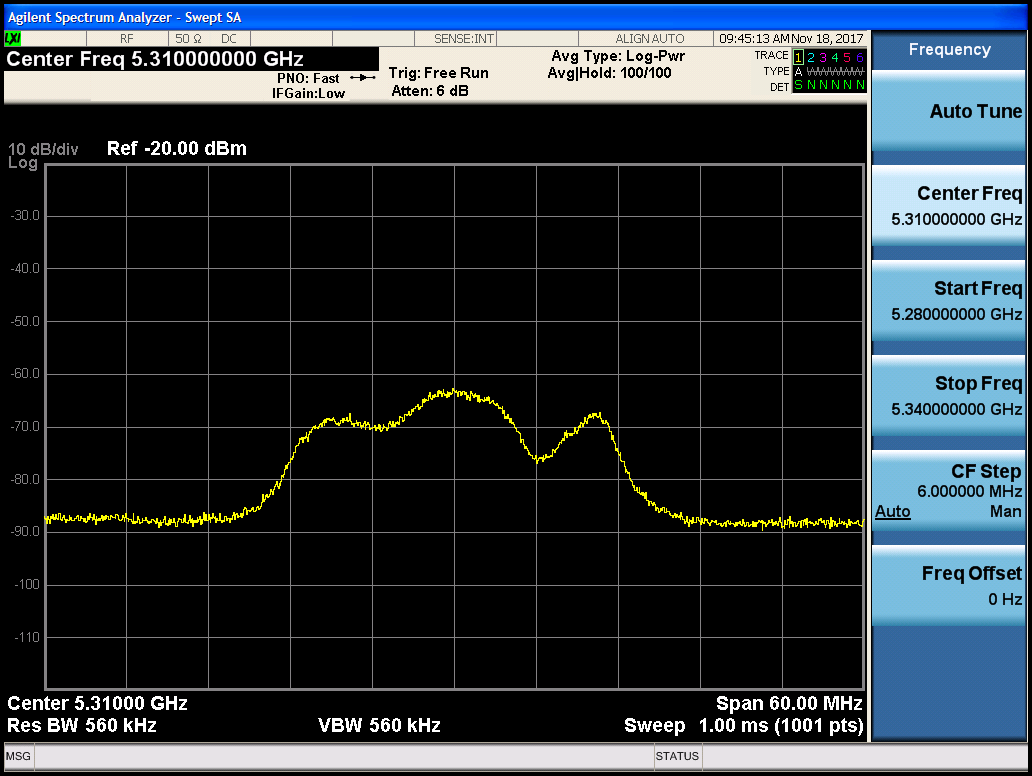 Agilent Spectrum Analyzer - Swept SA
LXI RF 50 Ω DC SENSE:INT ALIGN AUTO 09:45:13 AM Nov 18, 2017
Center Freq 5.310000000 GHz
PNO: Fast
IFGain:Low
Trig: Free Run
Atten: 6 dB
Avg Type: Log-Pwr
Avg|Hold: 100/100
TRACE 1 2 3 4 5 6
TYPE A WWWWW
DET S N N N N N
10 dB/div
Log
Ref -20.00 dBm
-30.0
-40.0
-50.0
-60.0
-70.0
-80.0
-90.0
-100
-110
Center 5.31000 GHz
Span 60.00 MHz
Res BW 560 kHz
VBW 560 kHz
Sweep 1.00 ms (1001 pts)
MSG
STATUS
Frequency
Auto Tune
Center Freq
5.310000000 GHz
Start Freq
5.280000000 GHz
Stop Freq
5.340000000 GHz
CF Step
6.000000 MHz
Auto Man
Freq Offset
0 Hz